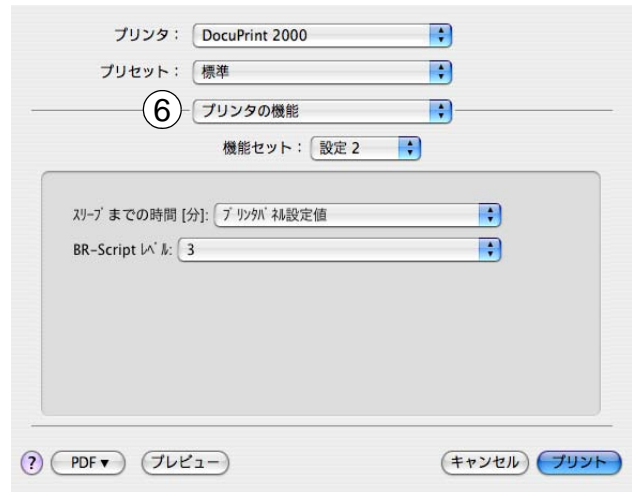 プリンタ： DocuPrint 2000
プリセット： 標準
⑥ プリンタの機能
機能セット： 設定 2
ｽﾘｰﾌﾟまでの時間 [分]: ﾌﾟﾘﾝﾀﾊﾟﾈﾙ設定値
BR-Script ﾚﾍﾞﾙ: 3
? PDF▼ プレビュー キャンセル プリント